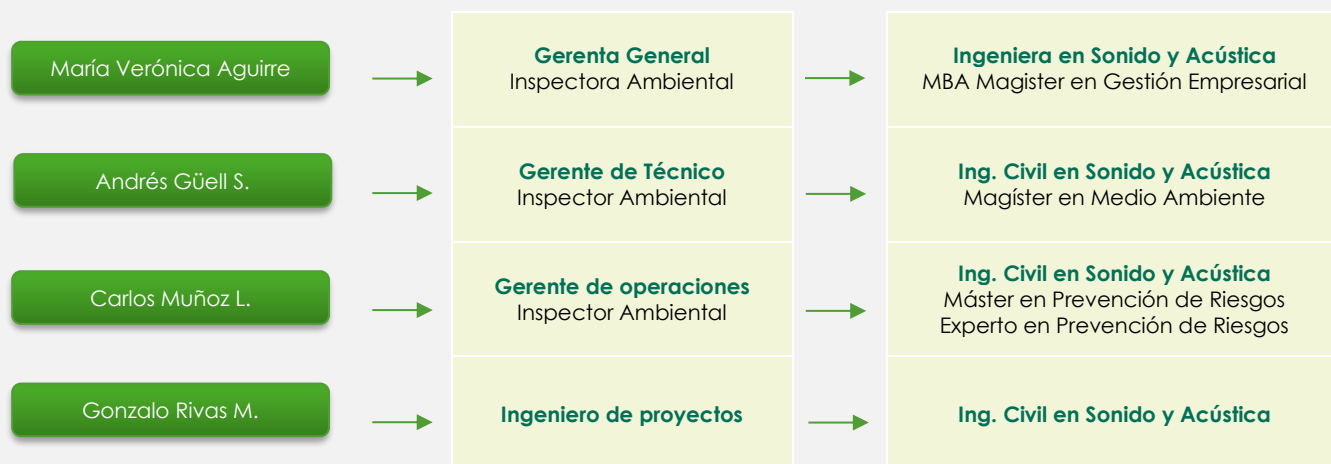 María Verónica Aguirre
Gerenta General
Inspectora Ambiental
Ingeniera en Sonido y Acústica
MBA Magister en Gestión Empresarial
Andrés Güell S.
Gerente de Técnico
Inspector Ambiental
Ing. Civil en Sonido y Acústica
Magíster en Medio Ambiente
Carlos Muñoz L.
Gerente de operaciones
Inspector Ambiental
Ing. Civil en Sonido y Acústica
Máster en Prevención de Riesgos
Experto en Prevención de Riesgos
Gonzalo Rivas M.
Ingeniero de proyectos
Ing. Civil en Sonido y Acústica